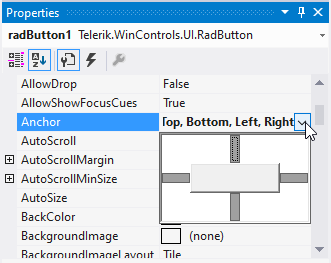 Properties
radButton1 Telerik.WinControls.UI.RadButton
AllowDrop False
AllowShowFocusCues True
Anchor Top, Bottom, Left, Right
AutoScroll
AutoScrollMargin
AutoScrollMinSize
AutoSize
BackColor
BackgroundImage (none)
BackgroundImageLayout Tile